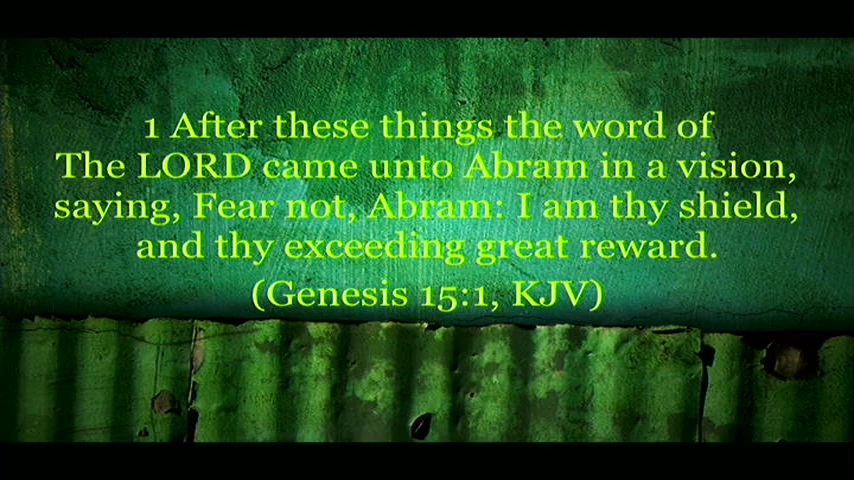 1 After these things the word of
The LORD came unto Abram in a vision,
saying, Fear not, Abram: I am thy shield,
and thy exceeding great reward.
(Genesis 15:1, KJV)